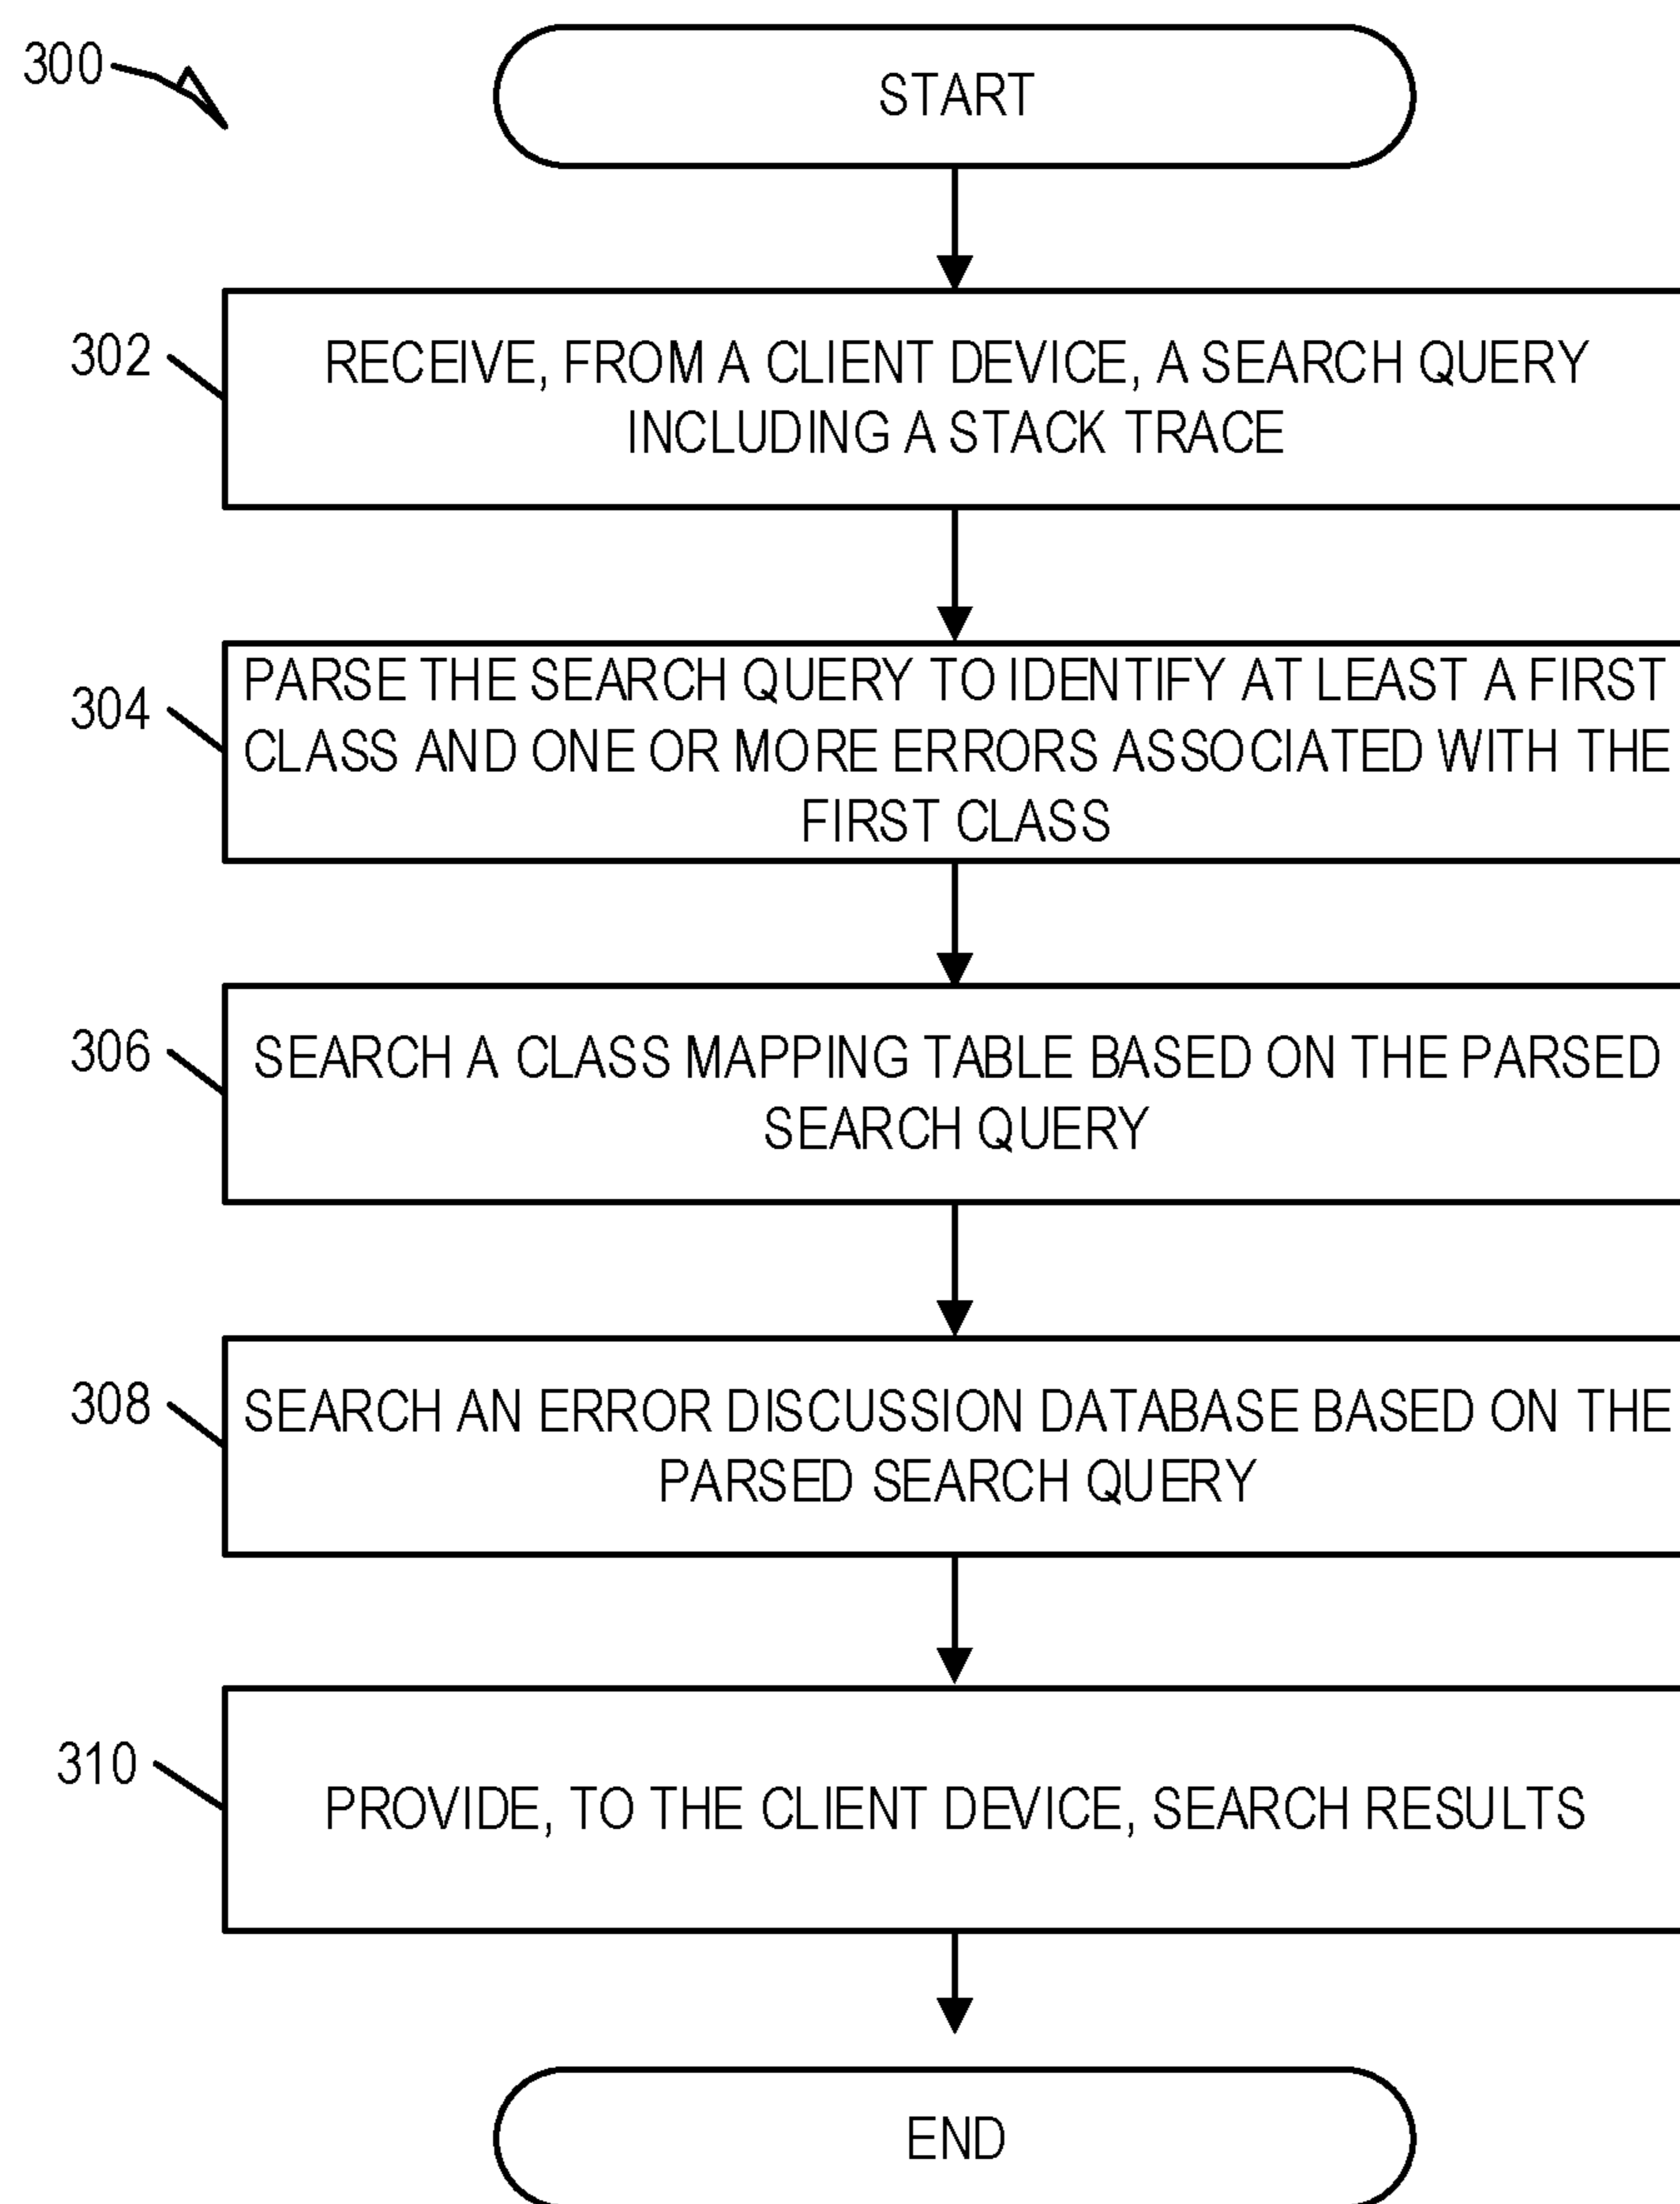 300
START
302
RECEIVE, FROM A CLIENT DEVICE, A SEARCH QUERY
INCLUDING A STACK TRACE
304
PARSE THE SEARCH QUERY TO IDENTIFY AT LEAST A FIRST
CLASS AND ONE OR MORE ERRORS ASSOCIATED WITH THE
FIRST CLASS
306
SEARCH A CLASS MAPPING TABLE BASED ON THE PARSED
SEARCH QUERY
308
SEARCH AN ERROR DISCUSSION DATABASE BASED ON THE
PARSED SEARCH QUERY
310
PROVIDE, TO THE CLIENT DEVICE, SEARCH RESULTS
END